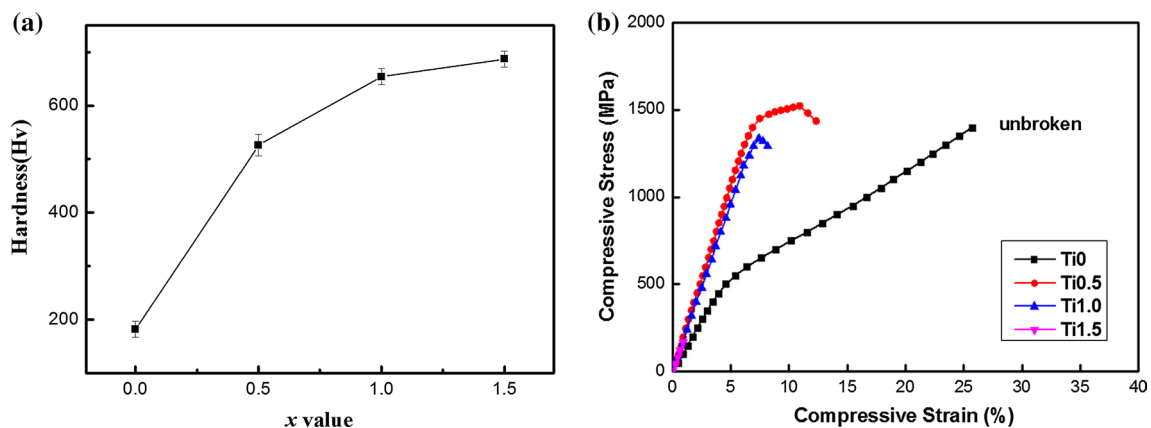 (a)
Hardness(Hv)
600
400
200
0.0 0.5 1.0 1.5
x value
(b)
Compressive Stress (MPa)
2000
1500
1000
500
0
unbroken
Ti0
Ti0.5
Ti1.0
Ti1.5
0 5 10 15 20 25 30 35 40
Compressive Strain (%)